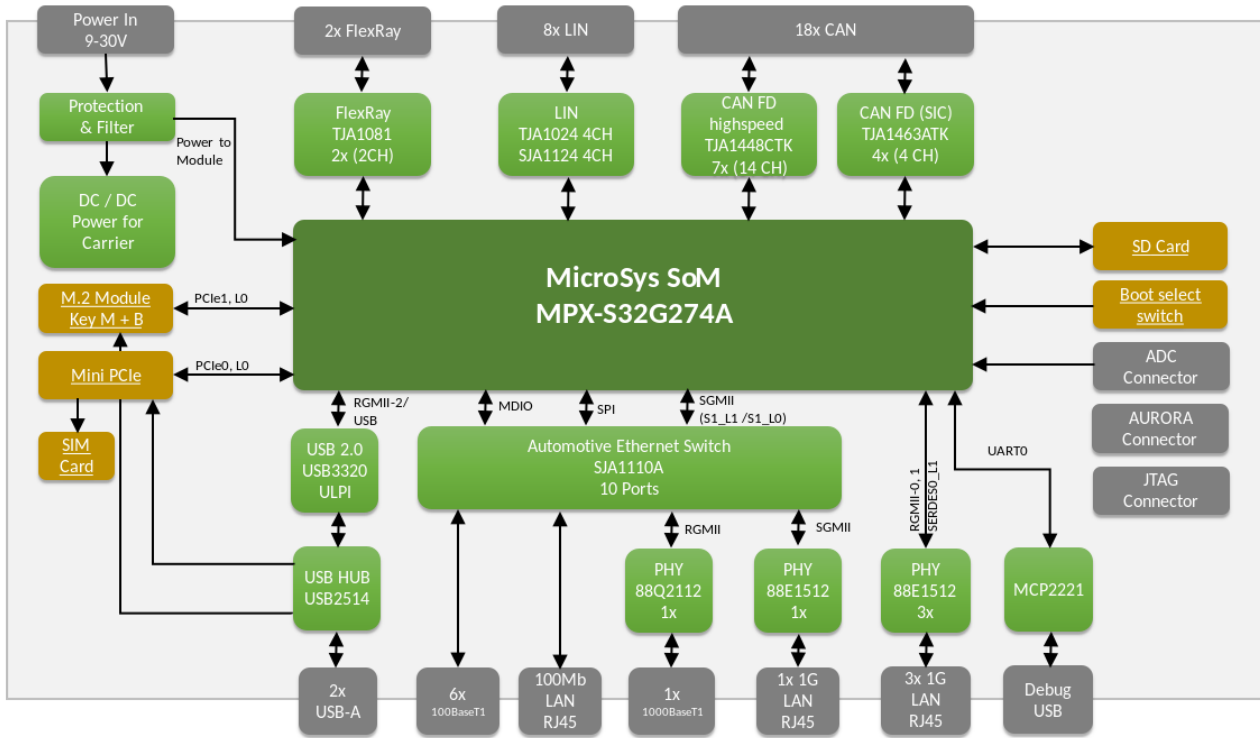 Power In
9-30V
2x FlexRay
8x LIN
18x CAN
Protection
& Filter
FlexRay
TJA1081
2x (2CH)
LIN
TJA1024 4CH
SJA1124 4CH
CAN FD
highspeed
TJA1448CTK
7x (14 CH)
CAN FD (SIC)
TJA1463ATK
4x (4 CH)
Power to
Module
DC / DC
Power for
Carrier
MicroSys SoM
MPX-S32G274A
SD Card
M.2 Module
Key M + B
PCIe1, L0
Boot select
switch
Mini PCIe
PCIe0, L0
ADC
Connector
RGMII-2/
USB
MDIO
SPI
SGMII
(S1_L1 /S1_L0)
AURORA
Connector
SIM
Card
USB 2.0
USB3320
ULPI
Automotive Ethernet Switch
SJA1110A
10 Ports
RGMII-0, 1
SERDES0_L1
UART0
JTAG
Connector
RGMII
SGMII
USB HUB
USB2514
PHY
88Q2112
1x
PHY
88E1512
1x
PHY
88E1512
3x
MCP2221
2x
USB-A
6x
100BaseT1
100Mb
LAN
RJ45
1x
1000BaseT1
1x 1G
LAN
RJ45
3x 1G
LAN
RJ45
Debug
USB